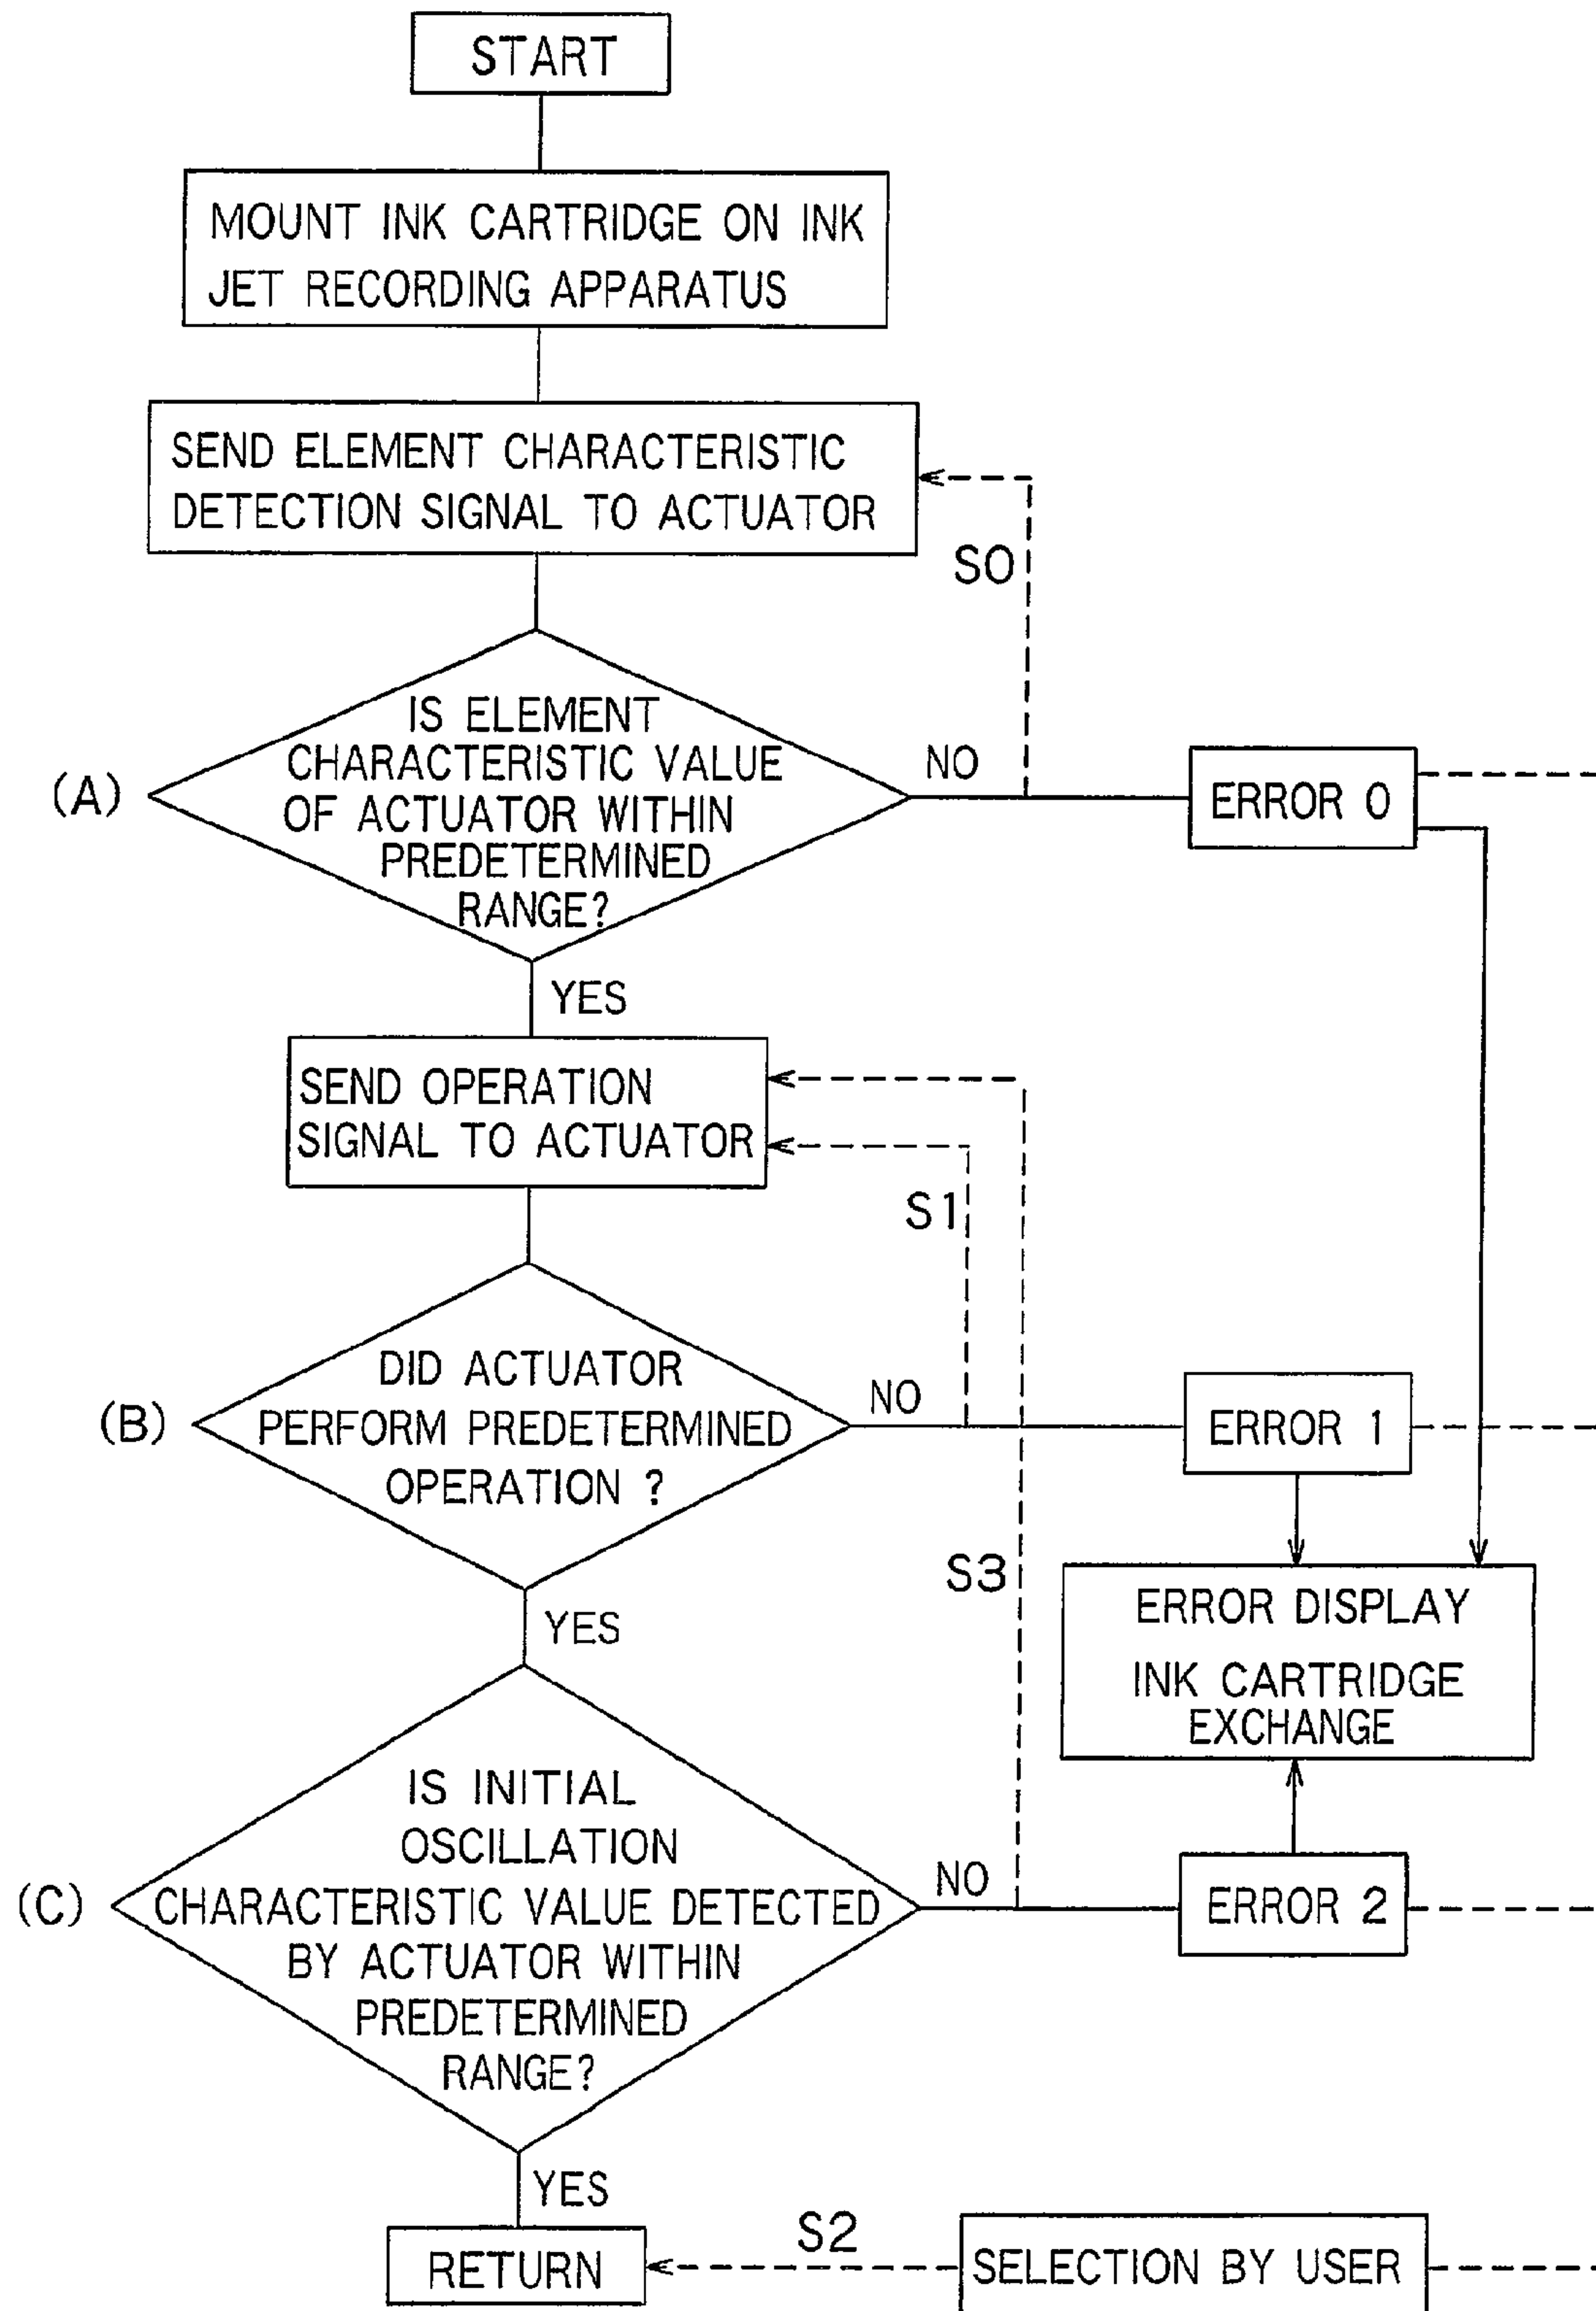 START
MOUNT INK CARTRIDGE ON INK
JET RECORDING APPARATUS
SEND ELEMENT CHARACTERISTIC
DETECTION SIGNAL TO ACTUATOR
S0
(A)
IS ELEMENT
CHARACTERISTIC VALUE
OF ACTUATOR WITHIN
PREDETERMINED
RANGE?
NO
ERROR 0
YES
SEND OPERATION
SIGNAL TO ACTUATOR
S1
(B)
DID ACTUATOR
PERFORM PREDETERMINED
OPERATION ?
NO
ERROR 1
S3
YES
ERROR DISPLAY
INK CARTRIDGE
EXCHANGE
(C)
IS INITIAL
OSCILLATION
CHARACTERISTIC VALUE DETECTED
BY ACTUATOR WITHIN
PREDETERMINED
RANGE?
NO
ERROR 2
YES
RETURN
S2
SELECTION BY USER